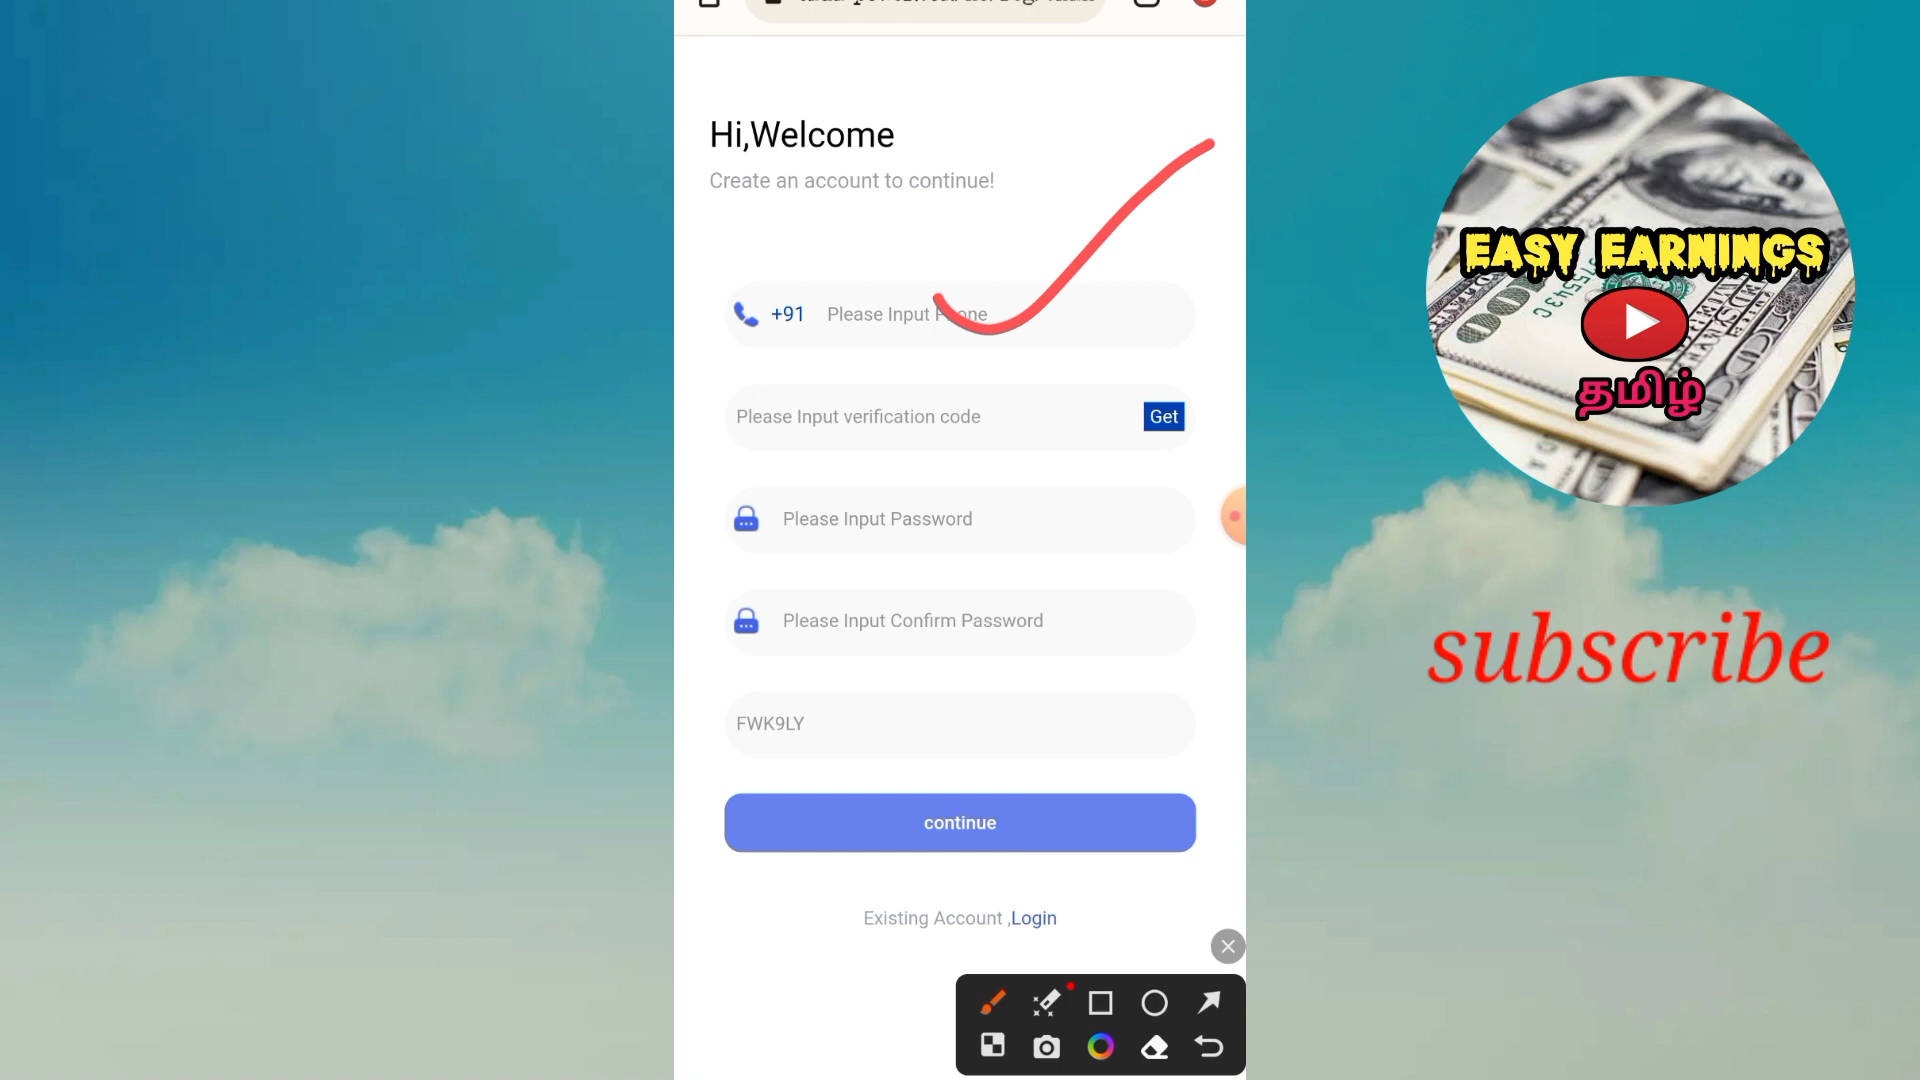 Hi,Welcome
Create an account to continue!
+91 Please Input Phone
Please Input verification code Get
Please Input Password
Please Input Confirm Password
FWK9LY
continue
Existing Account ,Login
EASY EARNINGS
தமிழ்
subscribe